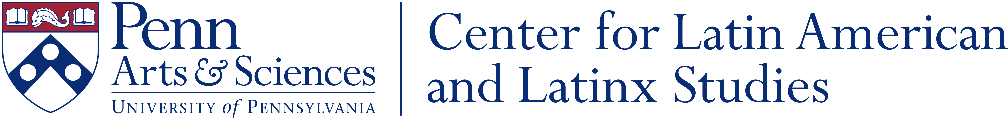 Penn
Arts & Sciences
UNIVERSITY of PENNSYLVANIA
Center for Latin American
and Latinx Studies